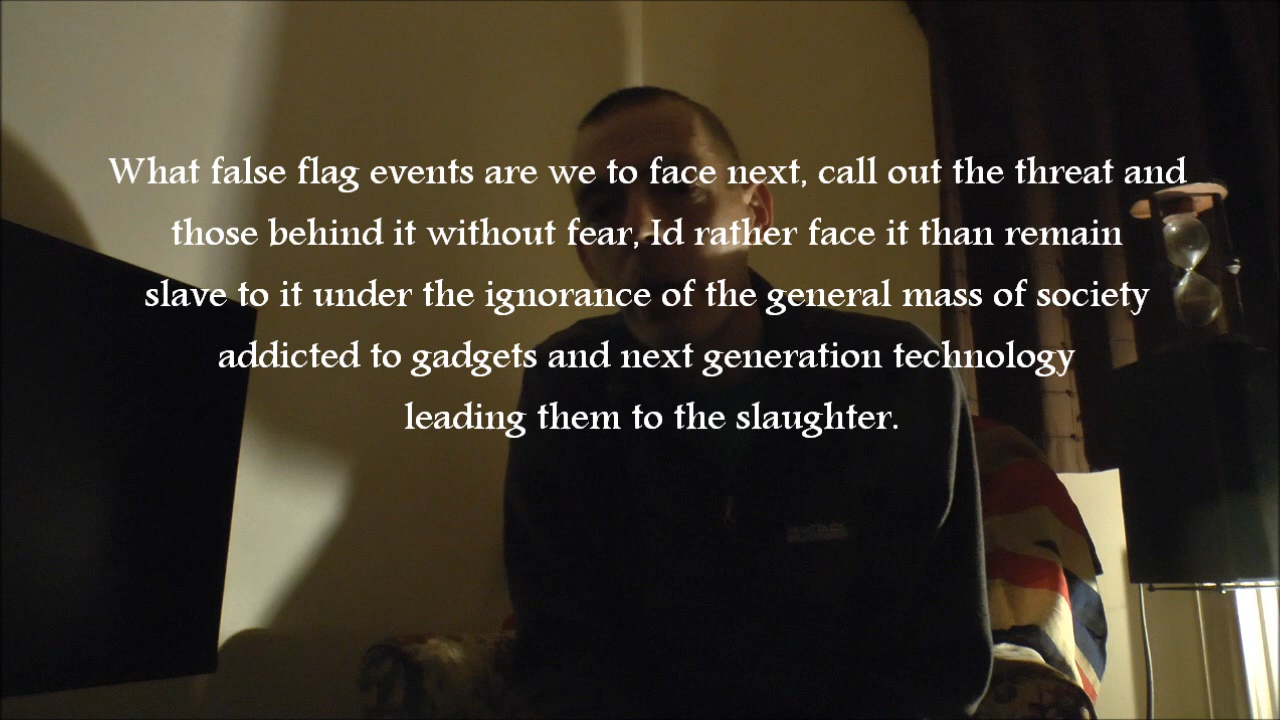 What false flag events are we to face next, call out the threat and
those behind it without fear, Id rather face it than remain
slave to it under the ignorance of the general mass of society
addicted to gadgets and next generation technology
leading them to the slaughter.